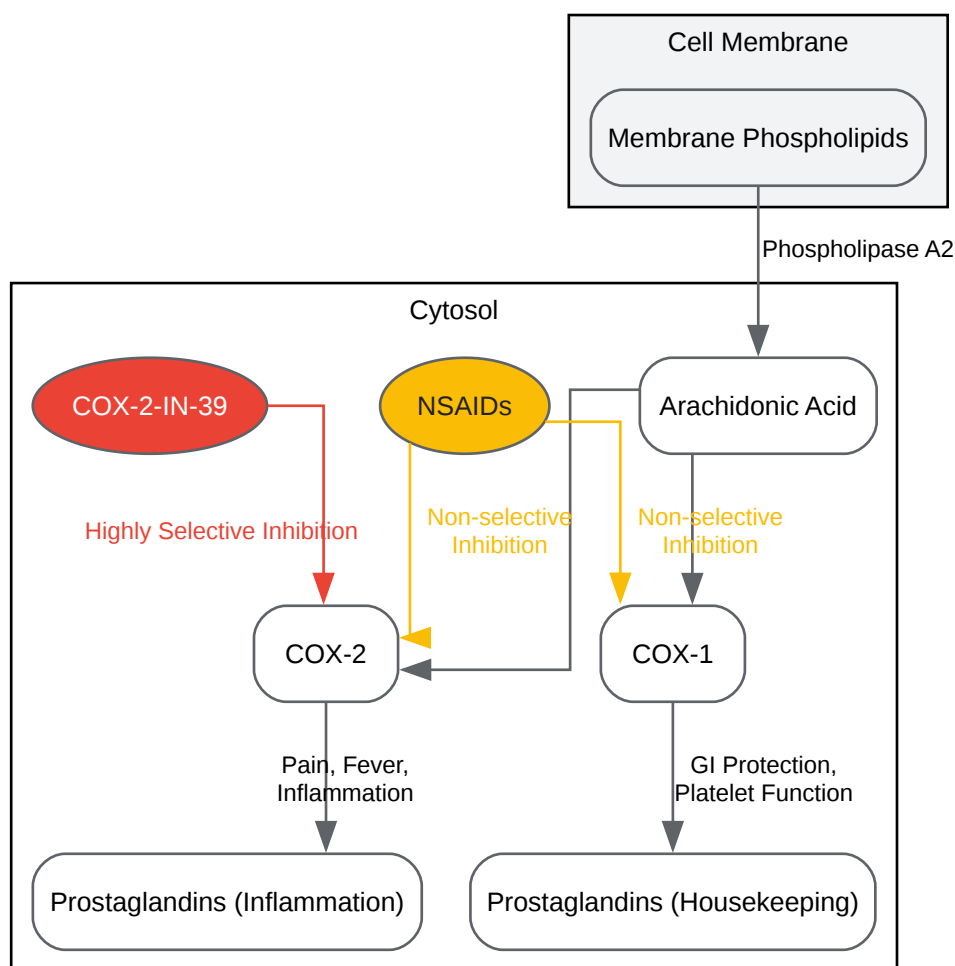 Cell Membrane
Membrane Phospholipids
Phospholipase A2
Cytosol
COX-2-IN-39
NSAIDs
Arachidonic Acid
Highly Selective Inhibition
Non-selective
Inhibition
Non-selective
Inhibition
COX-2
COX-1
Pain, Fever,
Inflammation
GI Protection,
Platelet Function
Prostaglandins (Inflammation)
Prostaglandins (Housekeeping)